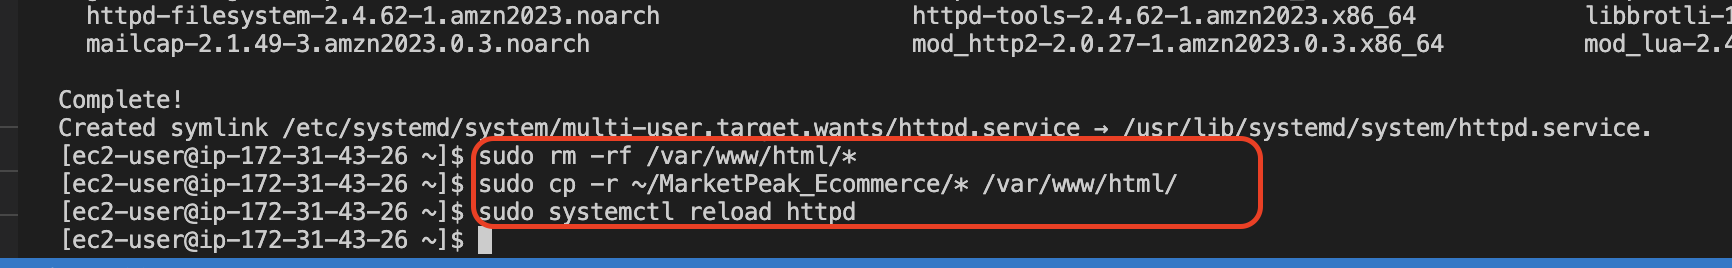 httpd-filesystem-2.4.62-1.amzn2023.noarch httpd-tools-2.4.62-1.amzn2023.x86_64 libbrotli-1
mailcap-2.1.49-3.amzn2023.0.3.noarch mod_http2-2.0.27-1.amzn2023.0.3.x86_64 mod_lua-2.4
Complete!
Created symlink /etc/systemd/system/multi-user.target.wants/httpd.service → /usr/lib/systemd/system/httpd.service.
[ec2-user@ip-172-31-43-26 ~]$ sudo rm -rf /var/www/html/*
[ec2-user@ip-172-31-43-26 ~]$ sudo cp -r ~/MarketPeak_Ecommerce/* /var/www/html/
[ec2-user@ip-172-31-43-26 ~]$ sudo systemctl reload httpd
[ec2-user@ip-172-31-43-26 ~]$